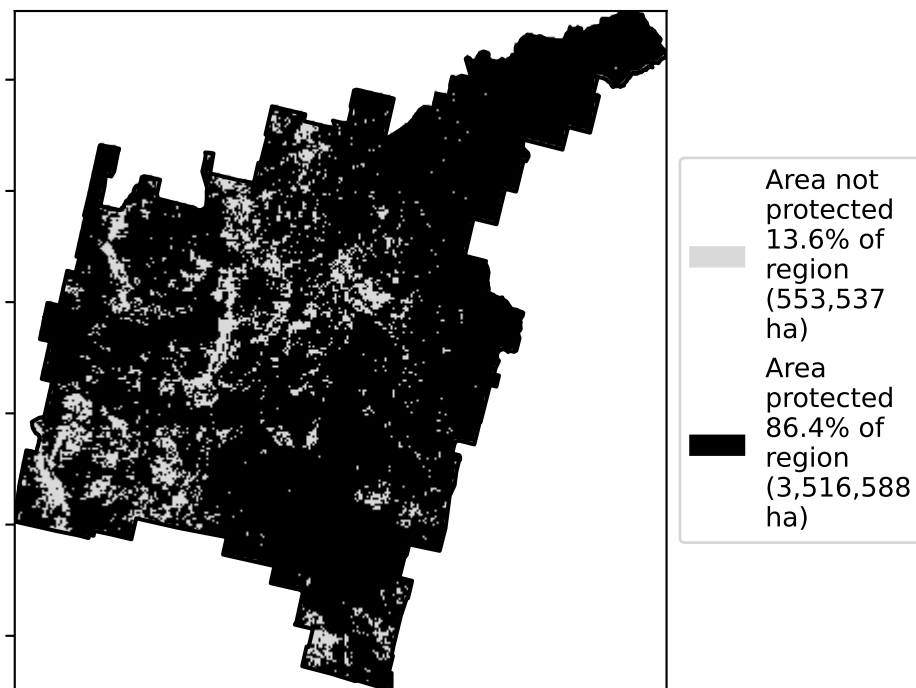 Area not
protected
13.6% of
region
(553,537
ha)
Area
protected
86.4% of
region
(3,516,588
ha)